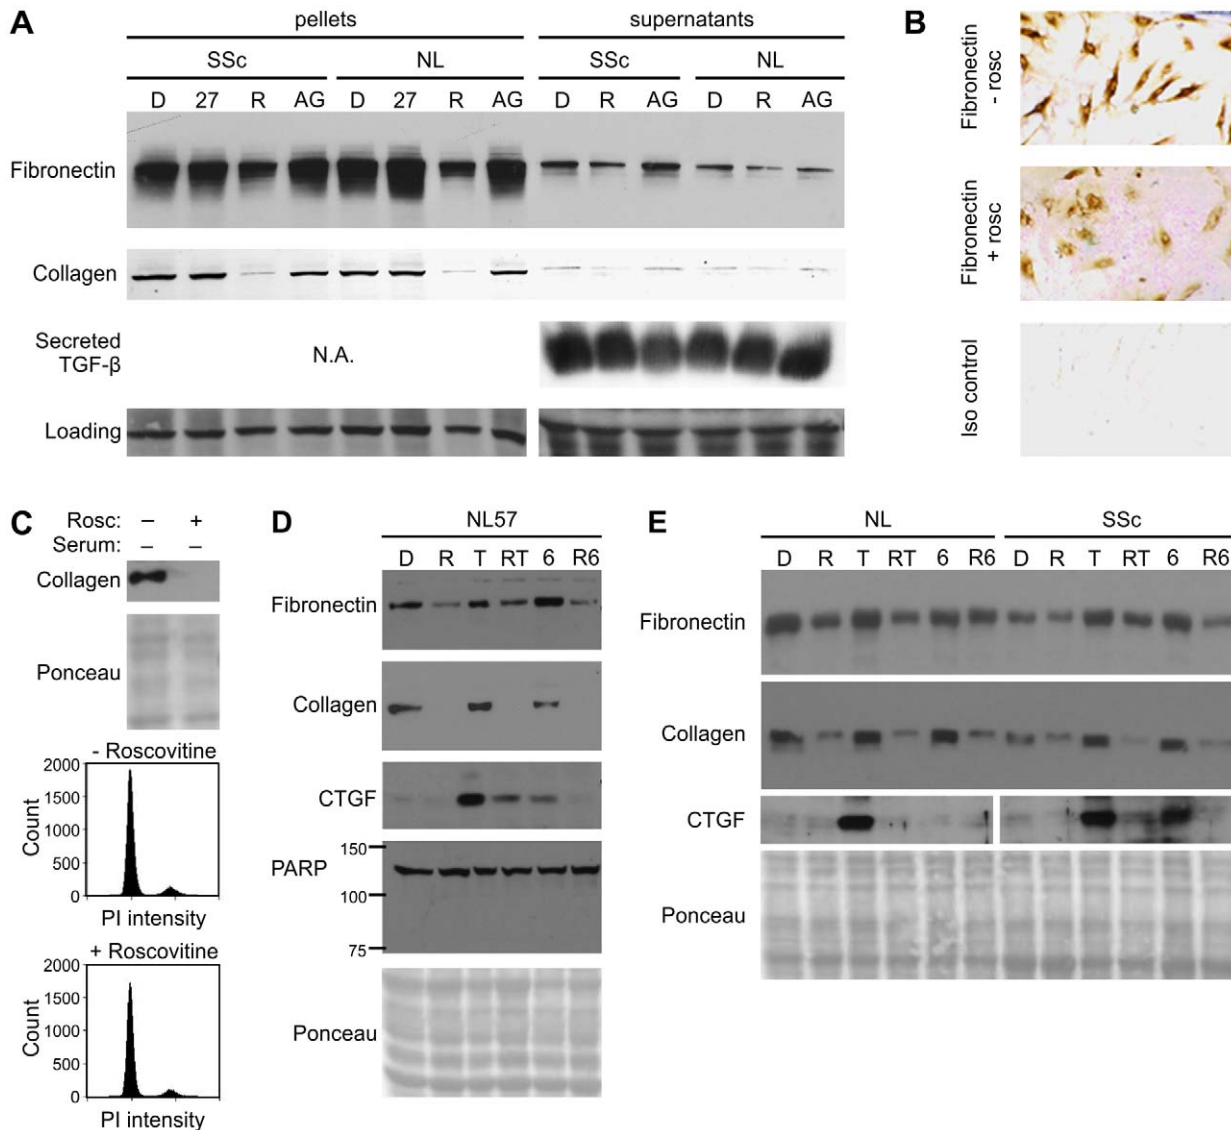 A
pellets supernatants
SSc NL SSc NL
D 27 R AG D 27 R AG D R AG D R AG
Fibronectin
Collagen
Secreted
TGF-β
N.A.
Loading
B
Fibronectin
- rosc
Fibronectin
+ rosc
Iso control
C
Rosc: – +
Serum: – –
Collagen
Ponceau
- Roscovitine
2000
1500
1000
500
0
Count
PI intensity
+ Roscovitine
2000
1500
1000
500
0
Count
PI intensity
D
NL57
D R T RT 6 R6
Fibronectin
Collagen
CTGF
PARP
150
100
75
Ponceau
E
NL SSc
D R T RT 6 R6 D R T RT 6 R6
Fibronectin
Collagen
CTGF
Ponceau